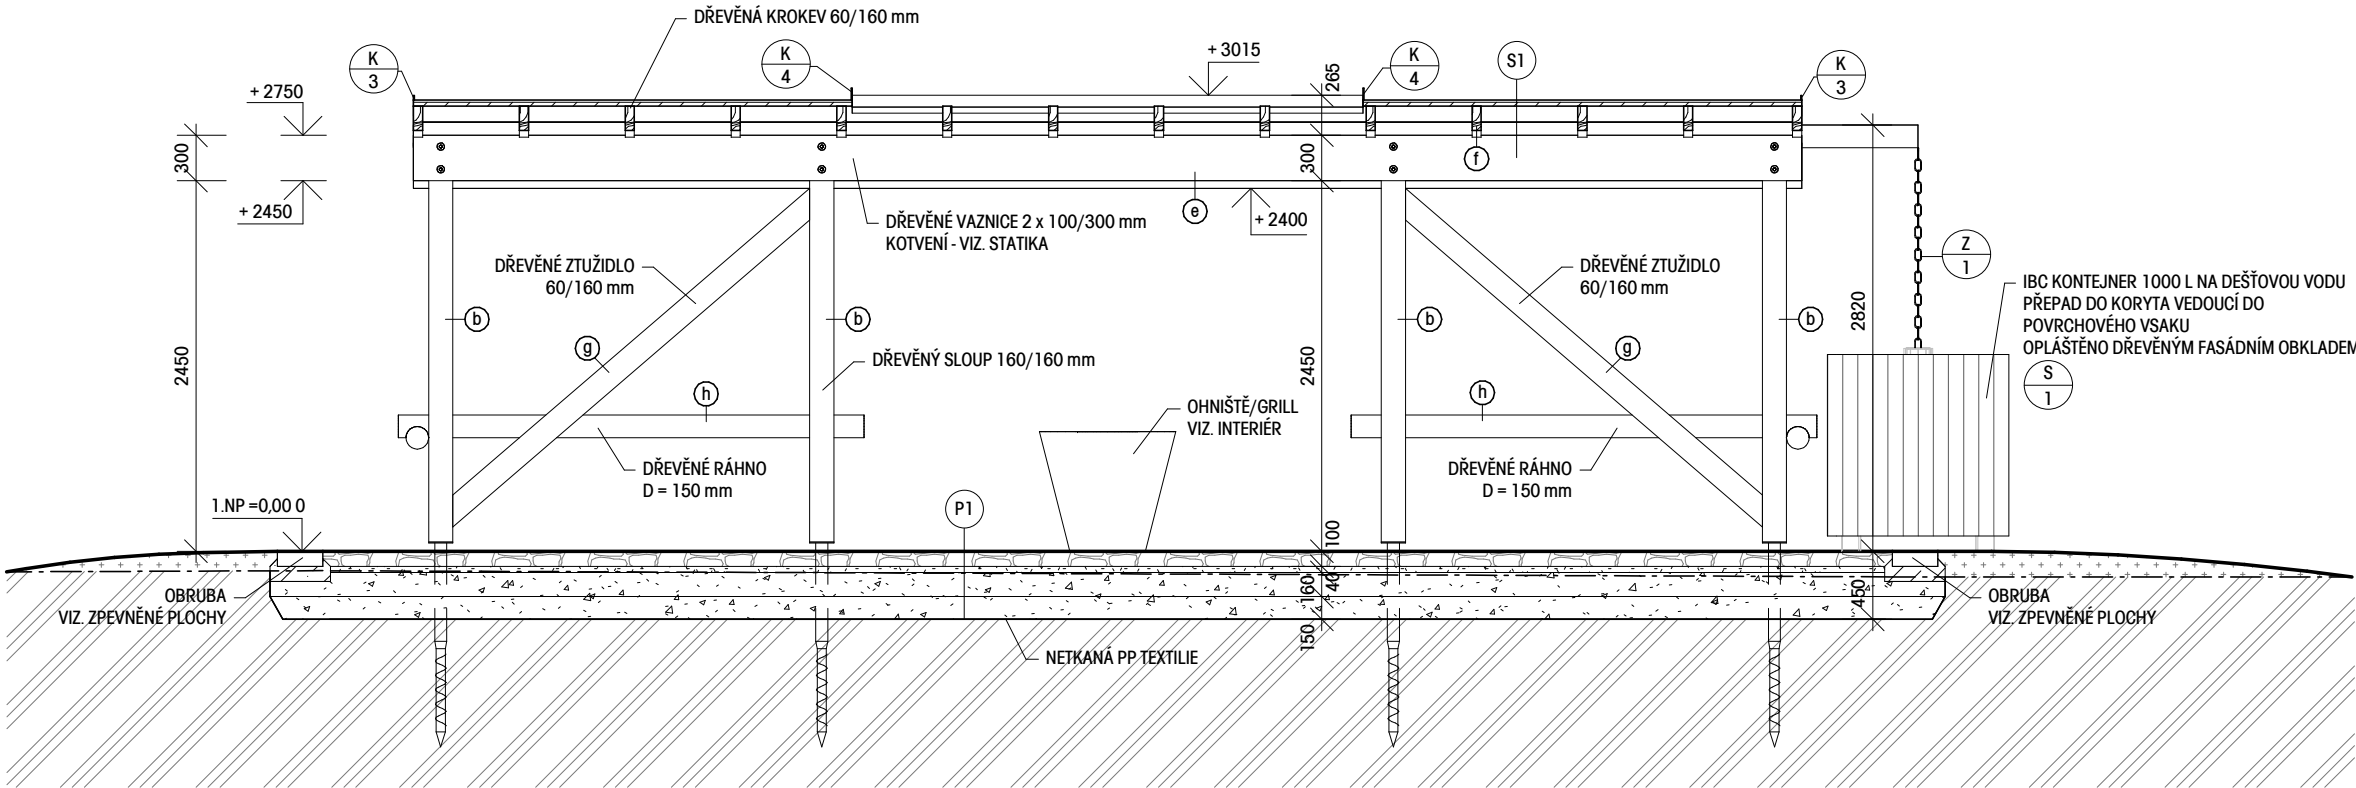 DŘEVĚNÁ KROKEV 60/160 mm
K
3
K
4
+ 3015
265
K
4
S1
K
3
+ 2750
300
+ 2450
300
f
e
+ 2400
DŘEVĚNÉ VAZNICE 2 x 100/300 mm
KOTVENÍ - VIZ. STATIKA
DŘEVĚNÉ ZTUŽIDLO
60/160 mm
DŘEVĚNÉ ZTUŽIDLO
60/160 mm
Z
1
IBC KONTEJNER 1000 L NA DEŠŤOVOU VODU
PŘEPAD DO KORYTA VEDOUCÍ DO
POVRCHOVÉHO VSAKU
OPLÁŠTĚNO DŘEVĚNÝM FASÁDNÍM OBKLADEM
S
1
b
b
b
b
2820
g
g
2450
DŘEVĚNÝ SLOUP 160/160 mm
2450
h
h
OHNIŠTĚ/GRILL
VIZ. INTERIÉR
DŘEVĚNÉ RÁHNO
D = 150 mm
DŘEVĚNÉ RÁHNO
D = 150 mm
1.NP =0,00 0
P1
100
40
160
150
450
OBRUBA
VIZ. ZPEVNĚNÉ PLOCHY
OBRUBA
VIZ. ZPEVNĚNÉ PLOCHY
NETKANÁ PP TEXTILIE